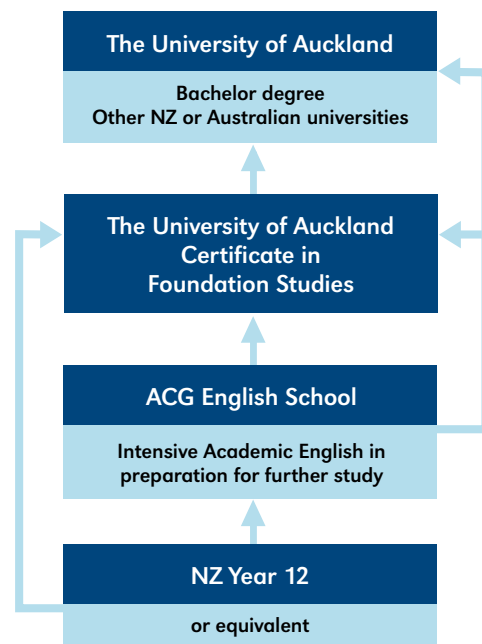 The University of Auckland
Bachelor degree
Other NZ or Australian universities
The University of Auckland
Certificate in
Foundation Studies
ACG English School
Intensive Academic English in
preparation for further study
NZ Year 12
or equivalent